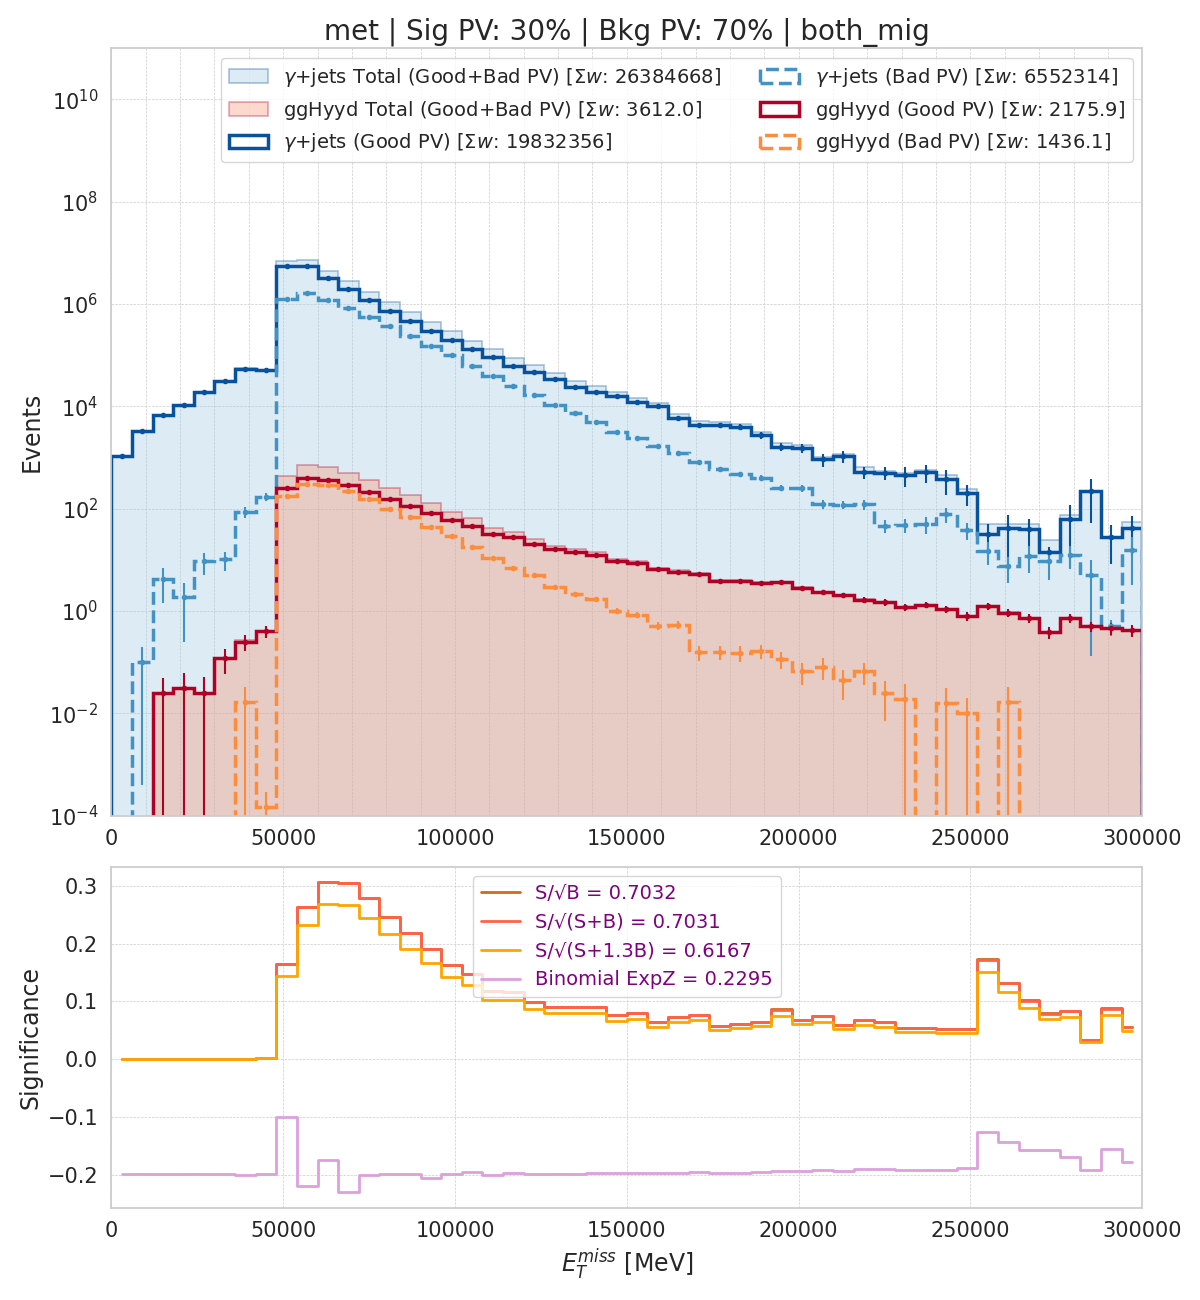 met | Sig PV: 30% | Bkg PV: 70% | both_mig
γ+jets Total (Good+Bad PV) [Σw: 26384668]
ggHyyd Total (Good+Bad PV) [Σw: 3612.0]
γ+jets (Good PV) [Σw: 19832356]
γ+jets (Bad PV) [Σw: 6552314]
ggHyyd (Good PV) [Σw: 2175.9]
ggHyyd (Bad PV) [Σw: 1436.1]
Events
10^10
10^8
10^6
10^4
10^2
10^0
10^−2
10^−4
0 50000 100000 150000 200000 250000 300000
S/√B = 0.7032
S/√(S+B) = 0.7031
S/√(S+1.3B) = 0.6167
Binomial ExpZ = 0.2295
Significance
0.3
0.2
0.1
0.0
−0.1
−0.2
0 50000 100000 150000 200000 250000 300000
E_T^miss [MeV]